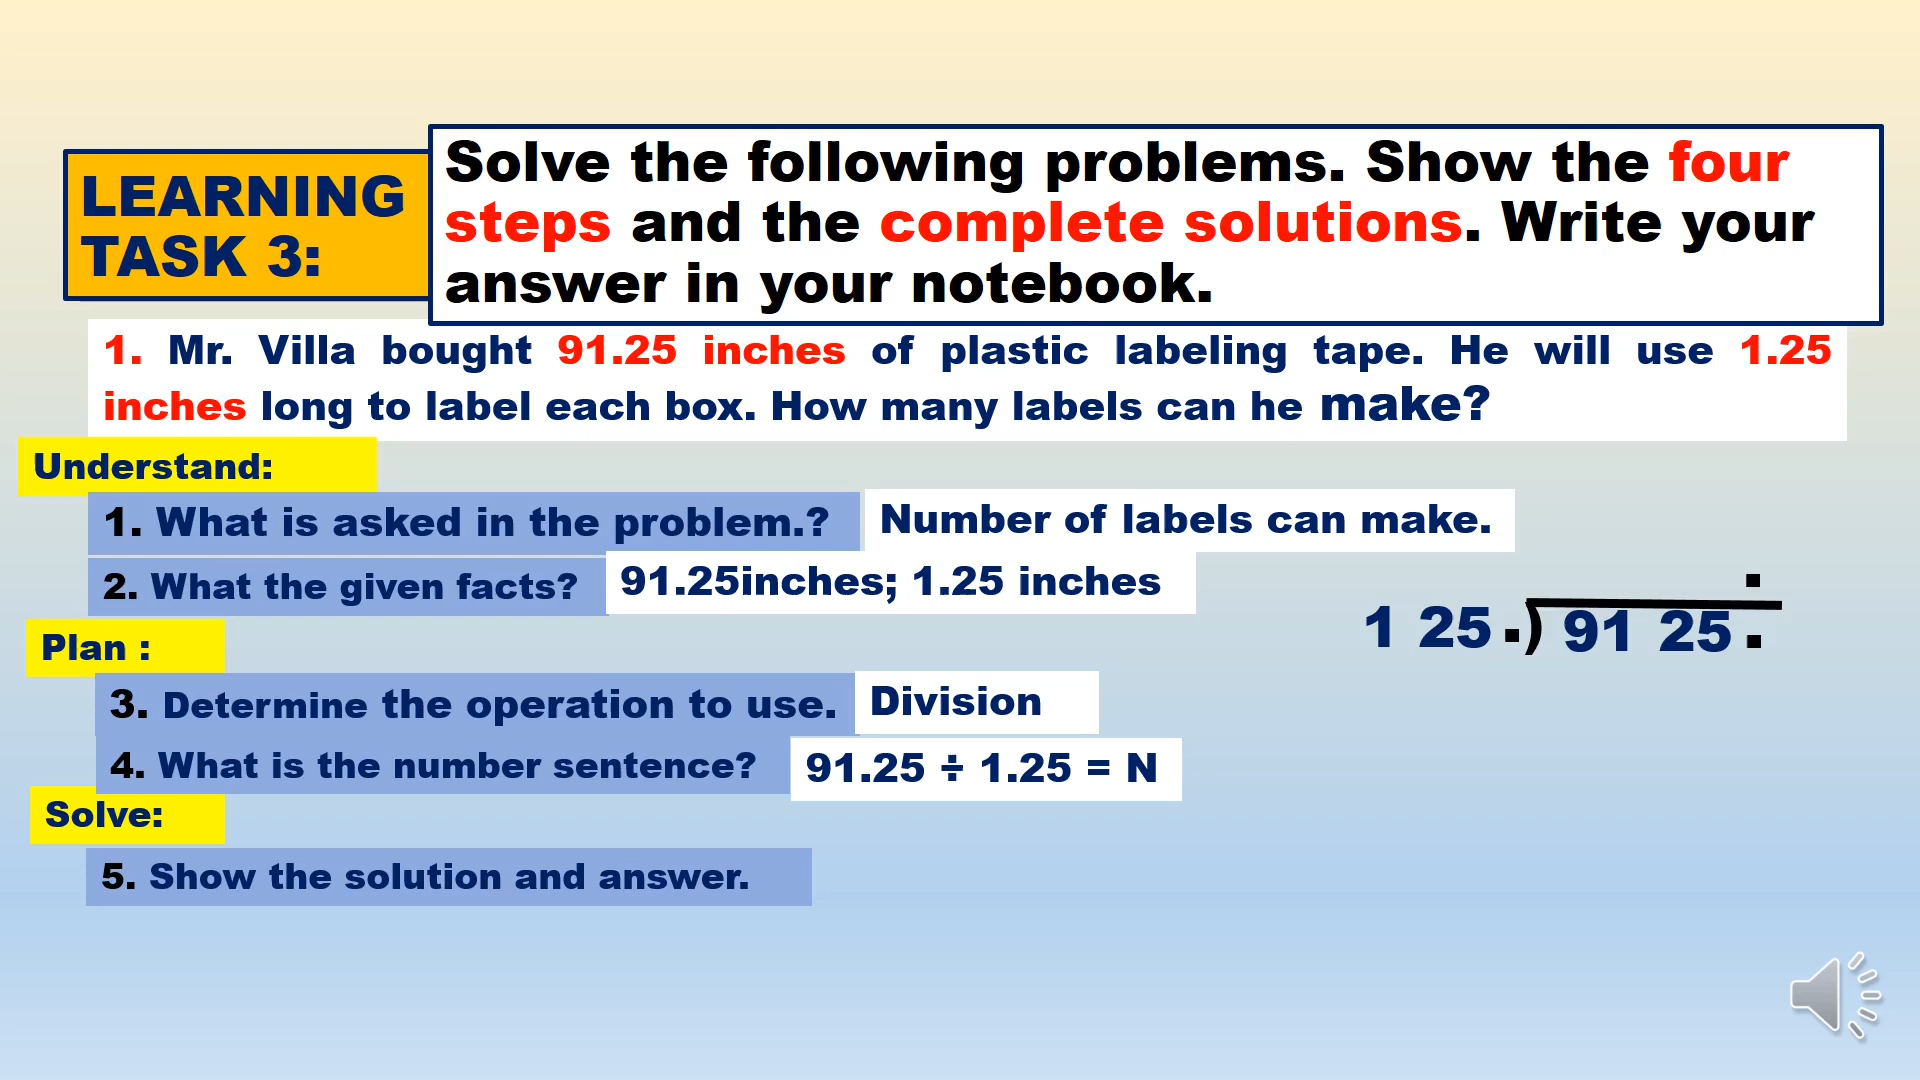 LEARNING
TASK 3:
Solve the following problems. Show the four
steps and the complete solutions. Write your
answer in your notebook.
1. Mr. Villa bought 91.25 inches of plastic labeling tape. He will use 1.25
inches long to label each box. How many labels can he make?
Understand:
1. What is asked in the problem.? Number of labels can make.
2. What the given facts? 91.25inches; 1.25 inches
1 25.) 91 25.
Plan :
3. Determine the operation to use. Division
4. What is the number sentence? 91.25 ÷ 1.25 = N
Solve:
5. Show the solution and answer.